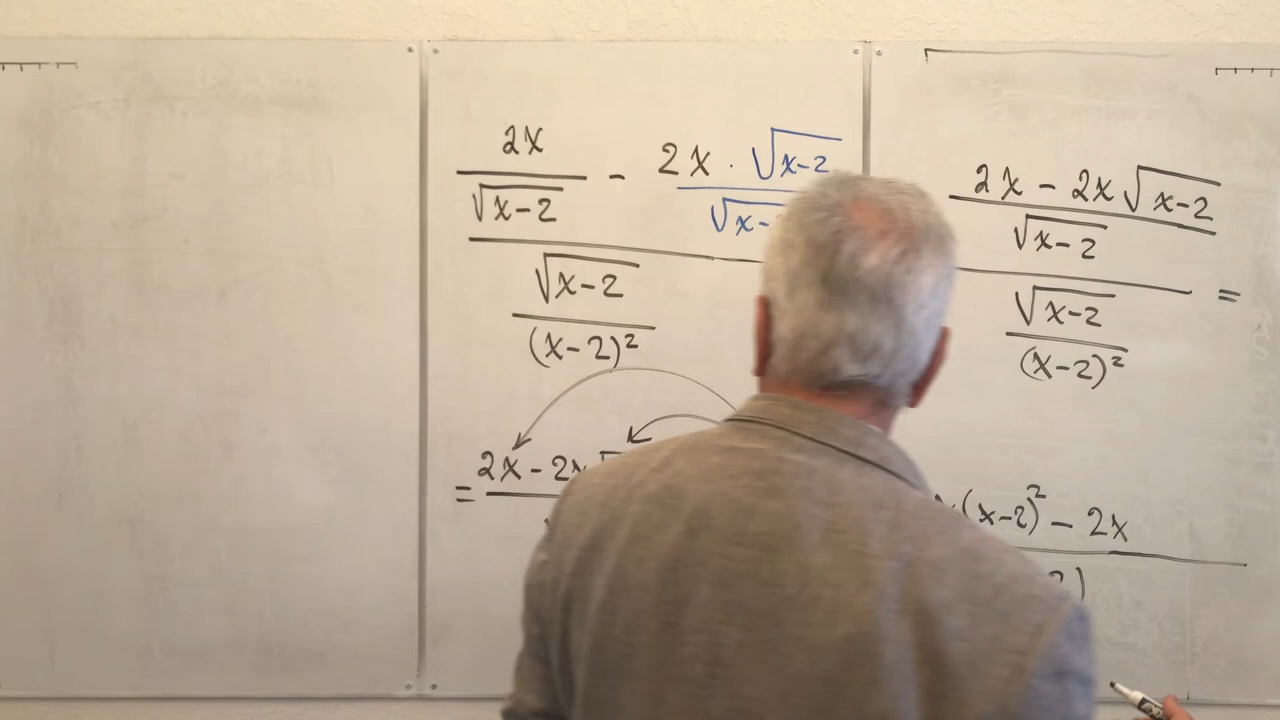 2x / √(x-2) - 2x · √(x-2) / √(x-
√(x-2) / (x-2)²
2x - 2x√(x-2) / √(x-2)
√(x-2) / (x-2)² =
= 2x - 2x
(x-2)² - 2x
2)